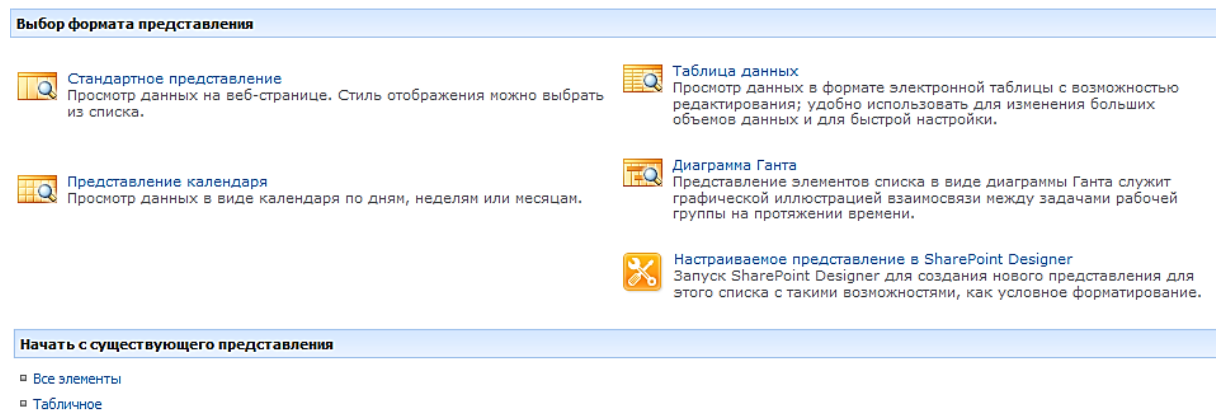 Выбор формата представления
Стандартное представление
Просмотр данных на веб-странице. Стиль отображения можно выбрать
из списка.
Таблица данных
Просмотр данных в формате электронной таблицы с возможностью
редактирования; удобно использовать для изменения больших
объемов данных и для быстрой настройки.
Представление календаря
Просмотр данных в виде календаря по дням, неделям или месяцам.
Диаграмма Ганта
Представление элементов списка в виде диаграммы Ганта служит
графической иллюстрацией взаимосвязи между задачами рабочей
группы на протяжении времени.
Настраиваемое представление в SharePoint Designer
Запуск SharePoint Designer для создания нового представления для
этого списка с такими возможностями, как условное форматирование.
Начать с существующего представления
Все элементы
Табличное